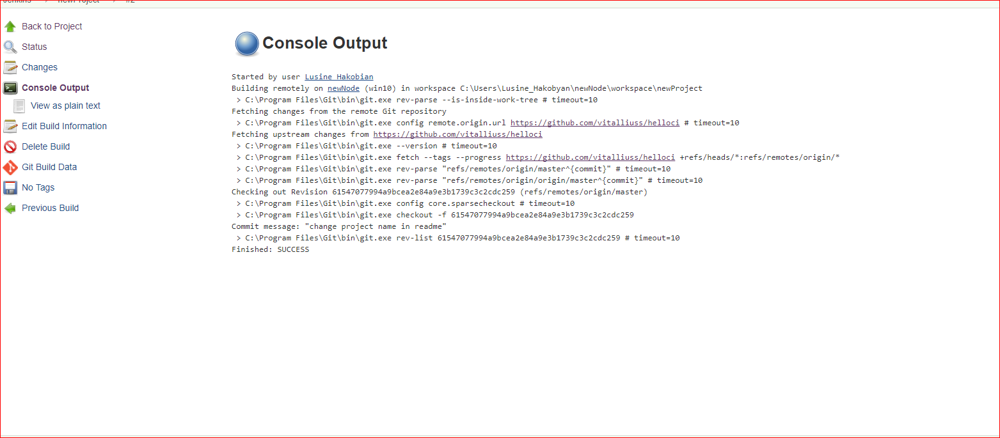 Jenkins newProject #2
Back to Project
Status
Changes
Console Output
View as plain text
Edit Build Information
Delete Build
Git Build Data
No Tags
Previous Build
Console Output
Started by user Lusine Hakobian
Building remotely on newNode (win10) in workspace C:\Users\Lusine_Hakobyan\newNode\workspace\newProject
> C:\Program Files\Git\bin\git.exe rev-parse --is-inside-work-tree # timeout=10
Fetching changes from the remote Git repository
> C:\Program Files\Git\bin\git.exe config remote.origin.url https://github.com/vitalliuss/helloci # timeout=10
Fetching upstream changes from https://github.com/vitalliuss/helloci
> C:\Program Files\Git\bin\git.exe --version # timeout=10
> C:\Program Files\Git\bin\git.exe fetch --tags --progress https://github.com/vitalliuss/helloci +refs/heads/*:refs/remotes/origin/*
> C:\Program Files\Git\bin\git.exe rev-parse "refs/remotes/origin/master^{commit}" # timeout=10
> C:\Program Files\Git\bin\git.exe rev-parse "refs/remotes/origin/origin/master^{commit}" # timeout=10
Checking out Revision 61547077994a9bcea2e84a9e3b1739c3c2cdc259 (refs/remotes/origin/master)
> C:\Program Files\Git\bin\git.exe config core.sparsecheckout # timeout=10
> C:\Program Files\Git\bin\git.exe checkout -f 61547077994a9bcea2e84a9e3b1739c3c2cdc259
Commit message: "change project name in readme"
> C:\Program Files\Git\bin\git.exe rev-list 61547077994a9bcea2e84a9e3b1739c3c2cdc259 # timeout=10
Finished: SUCCESS